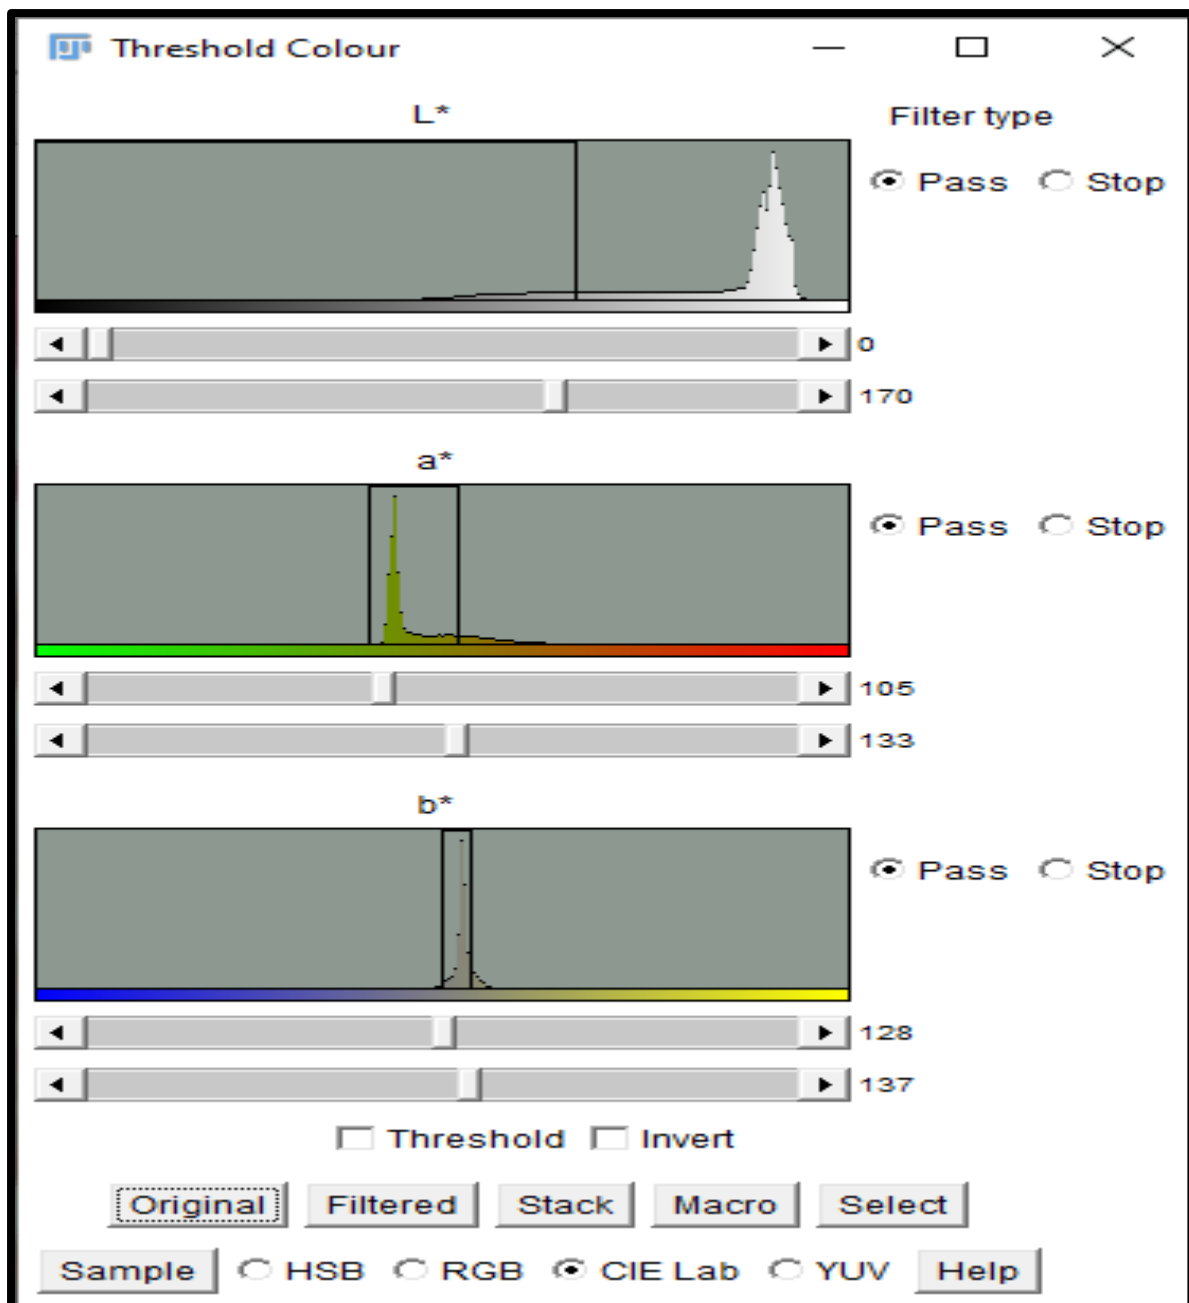 Threshold Colour
L*
Filter type
Pass Stop
0
170
a*
Pass Stop
105
133
b*
Pass Stop
128
137
Threshold Invert
Original Filtered Stack Macro Select
Sample HSB RGB CIE Lab YUV Help